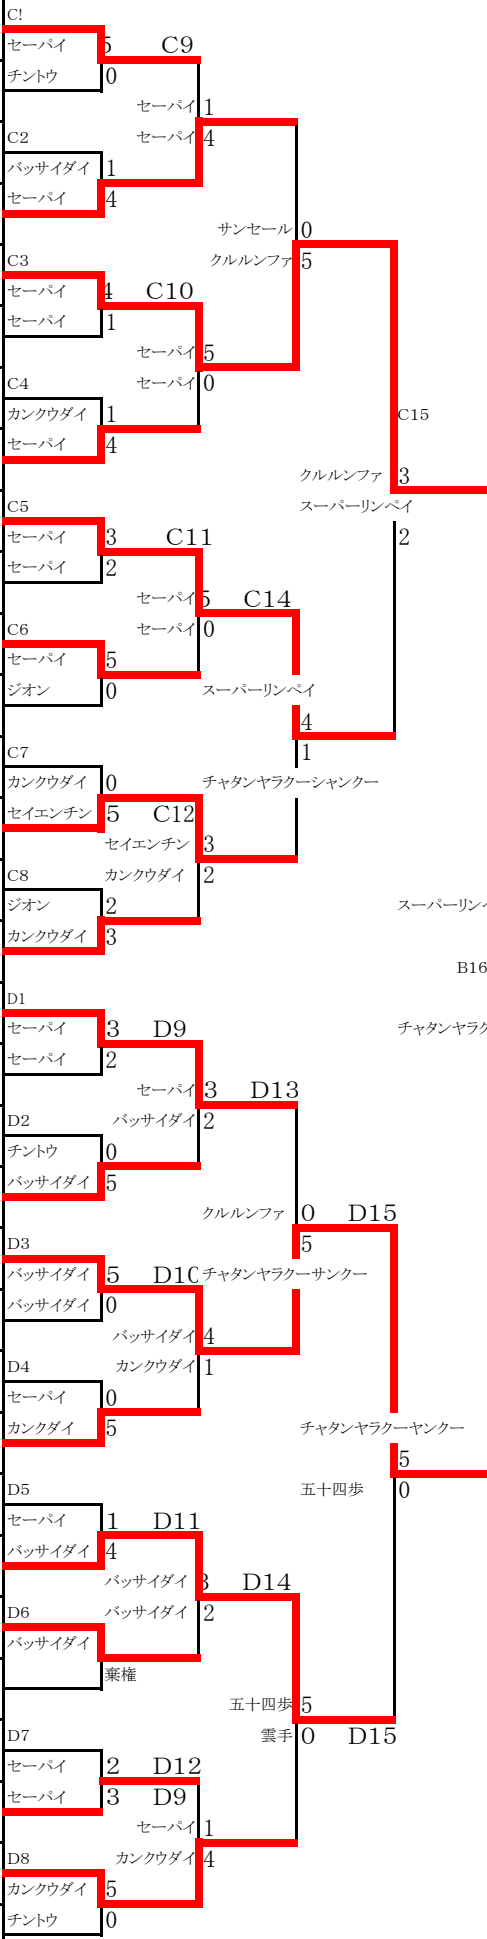 C!
セーパイ 5 C9
チントウ 0
セーパイ 1
C2 セーパイ 4
バッサイダイ 1
セーパイ 4
サンセール 0
C3 クルルンファ 5
セーパイ 4 C10
セーパイ 1
セーパイ 5
C4 セーパイ 0
カンクウダイ 1 C15
セーパイ 4
クルルンファ 3
C5 スーパーリンペイ
セーパイ 3 C11 2
セーパイ 2
セーパイ 5 C14
C6 セーパイ 0
セーパイ 5
ジオン 0 スーパーリンペイ
4
C7 1
カンクウダイ 0 チャタンヤラクーシャンクー
セイエンチン 5 C12
セイエンチン 3
C8 カンクウダイ 2
ジオン 2 スーパーリン
カンクウダイ 3
B16
D1
セーパイ 3 D9 チャタンヤラ
セーパイ 2
セーパイ 3 D13
D2 バッサイダイ 2
チントウ 0
バッサイダイ 5
クルルンファ 0 D15
D3 5
バッサイダイ 5 D10 チャタンヤラクーサンクー
バッサイダイ 0
バッサイダイ 4
D4 カンクウダイ 1
セーパイ 0
カンクダイ 5 チャタンヤラクーヤンクー
5
D5 五十四歩 0
セーパイ 1 D11
バッサイダイ 4
バッサイダイ 3 D14
D6 バッサイダイ 2
バッサイダイ
棄権
五十四歩 5
D7 雲手 0 D15
セーパイ 2 D12
セーパイ 3 D9
セーパイ 1
D8 カンクウダイ 4
カンクウダイ 5
チントウ 0